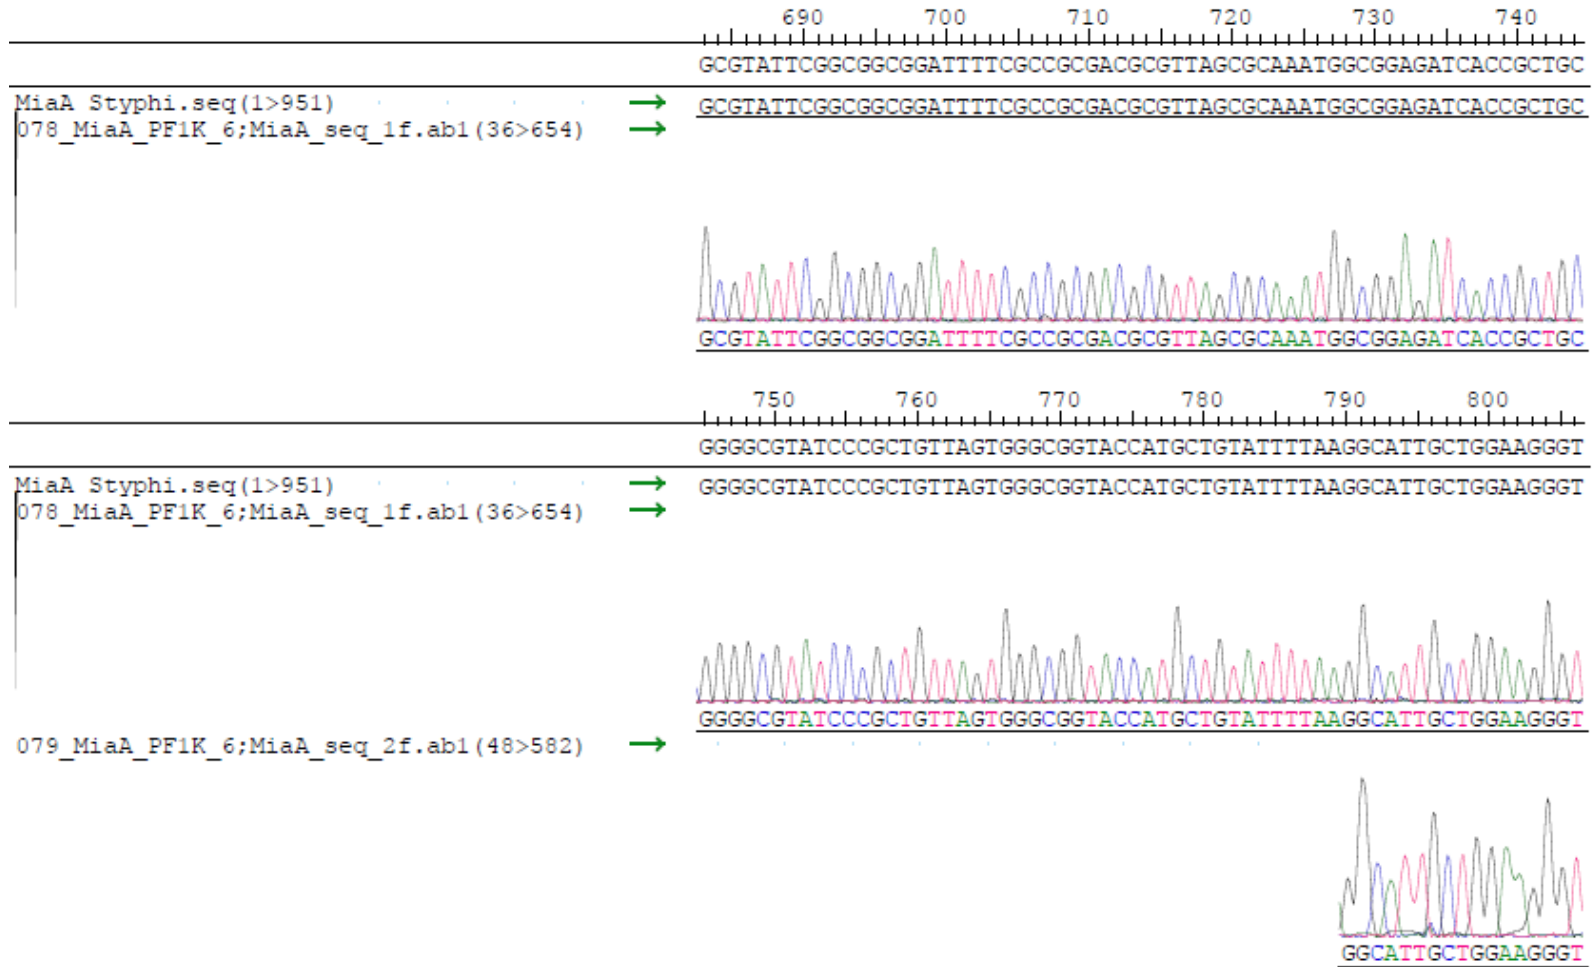 690 700 710 720 730 740
GCGTATTCGGCGGCGGATTTTCGCCGCGACGCGTTAGCGCAAATGGCGGAGATCACCGCTGC
MiaA Styphi.seq(1>951) → GCGTATTCGGCGGCGGATTTTCGCCGCGACGCGTTAGCGCAAATGGCGGAGATCACCGCTGC
078_MiaA_PF1K_6;MiaA_seq_1f.ab1(36>654) →
GCGTATTCGGCGGCGGATTTTCGCCGCGACGCGTTAGCGCAAATGGCGGAGATCACCGCTGC
750 760 770 780 790 800
GGGGCGTATCCCGCTGTTAGTGGGCGGTACCATGCTGTATTTTAAGGCATTGCTGGAAGGGT
MiaA Styphi.seq(1>951) → GGGGCGTATCCCGCTGTTAGTGGGCGGTACCATGCTGTATTTTAAGGCATTGCTGGAAGGGT
078_MiaA_PF1K_6;MiaA_seq_1f.ab1(36>654) →
GGGGCGTATCCCGCTGTTAGTGGGCGGTACCATGCTGTATTTTAAGGCATTGCTGGAAGGGT
079_MiaA_PF1K_6;MiaA_seq_2f.ab1(48>582) →
GGCATTGCTGGAAGGGT